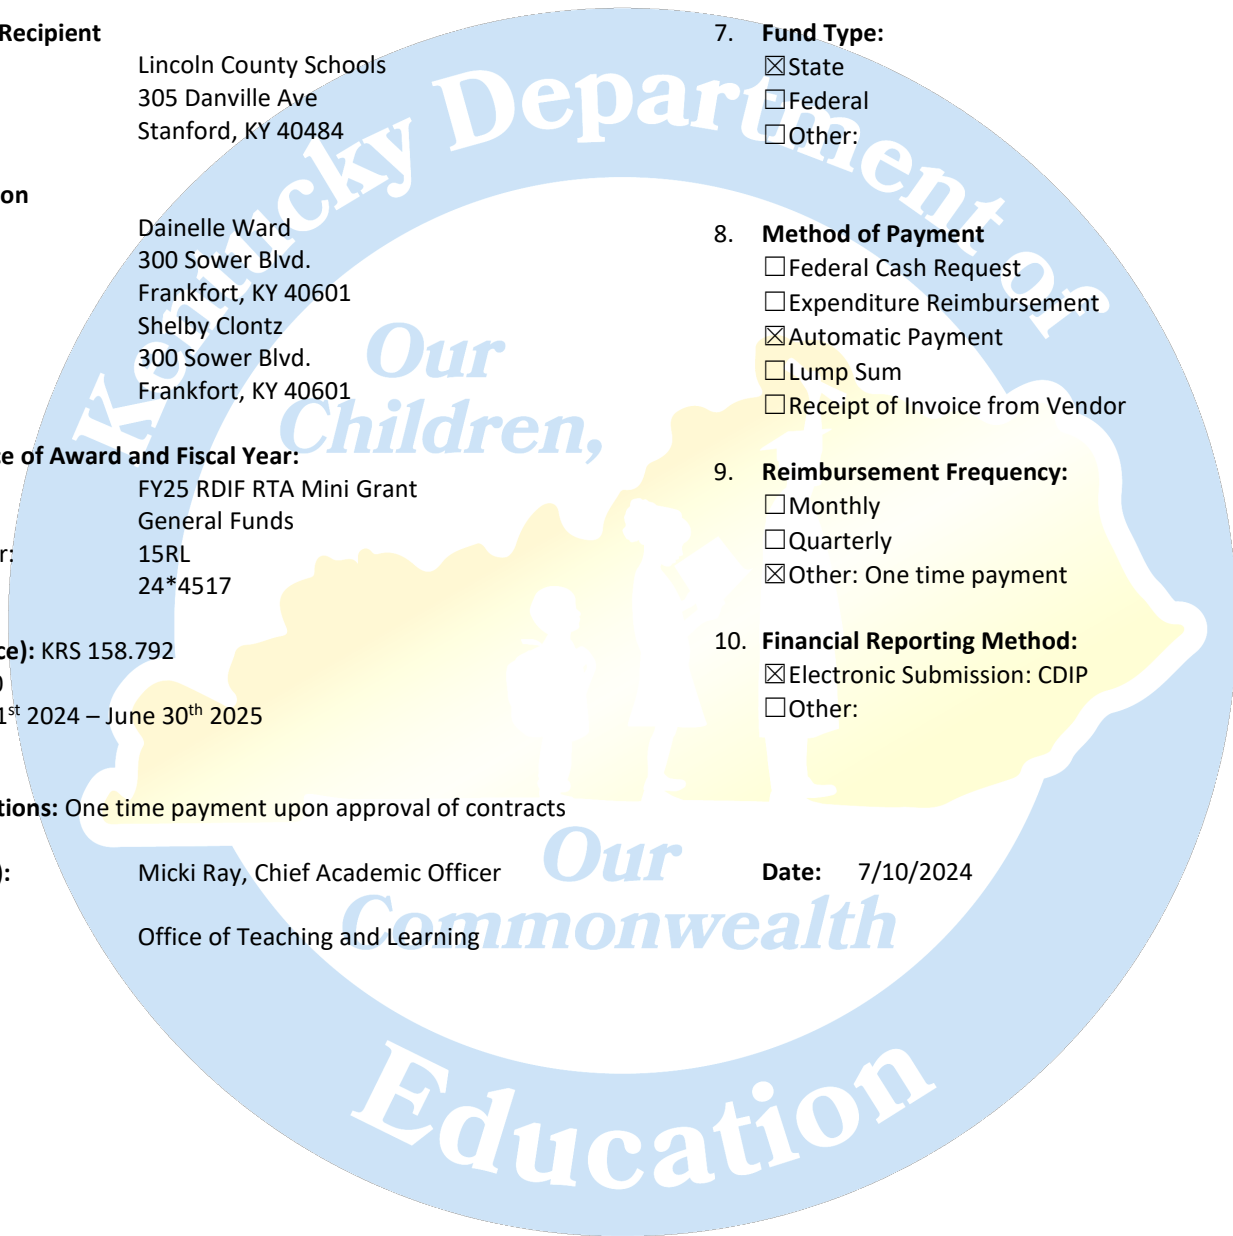 Recipient
Lincoln County Schools
305 Danville Ave
Stanford, KY 40484
on
Dainelle Ward
300 Sower Blvd.
Frankfort, KY 40601
Shelby Clontz
300 Sower Blvd.
Frankfort, KY 40601
ce of Award and Fiscal Year:
FY25 RDIF RTA Mini Grant
General Funds
r: 15RL
24*4517
ce): KRS 158.792
0
1st 2024 – June 30th 2025
tions: One time payment upon approval of contracts
): Micki Ray, Chief Academic Officer
Office of Teaching and Learning
7. Fund Type:
☒State
☐Federal
☐Other:
8. Method of Payment
☐Federal Cash Request
☐Expenditure Reimbursement
☒Automatic Payment
☐Lump Sum
☐Receipt of Invoice from Vendor
9. Reimbursement Frequency:
☐Monthly
☐Quarterly
☒Other: One time payment
10. Financial Reporting Method:
☒Electronic Submission: CDIP
☐Other:
Date: 7/10/2024
Kentucky Department of
Our
Children,
Our
Commonwealth
Education